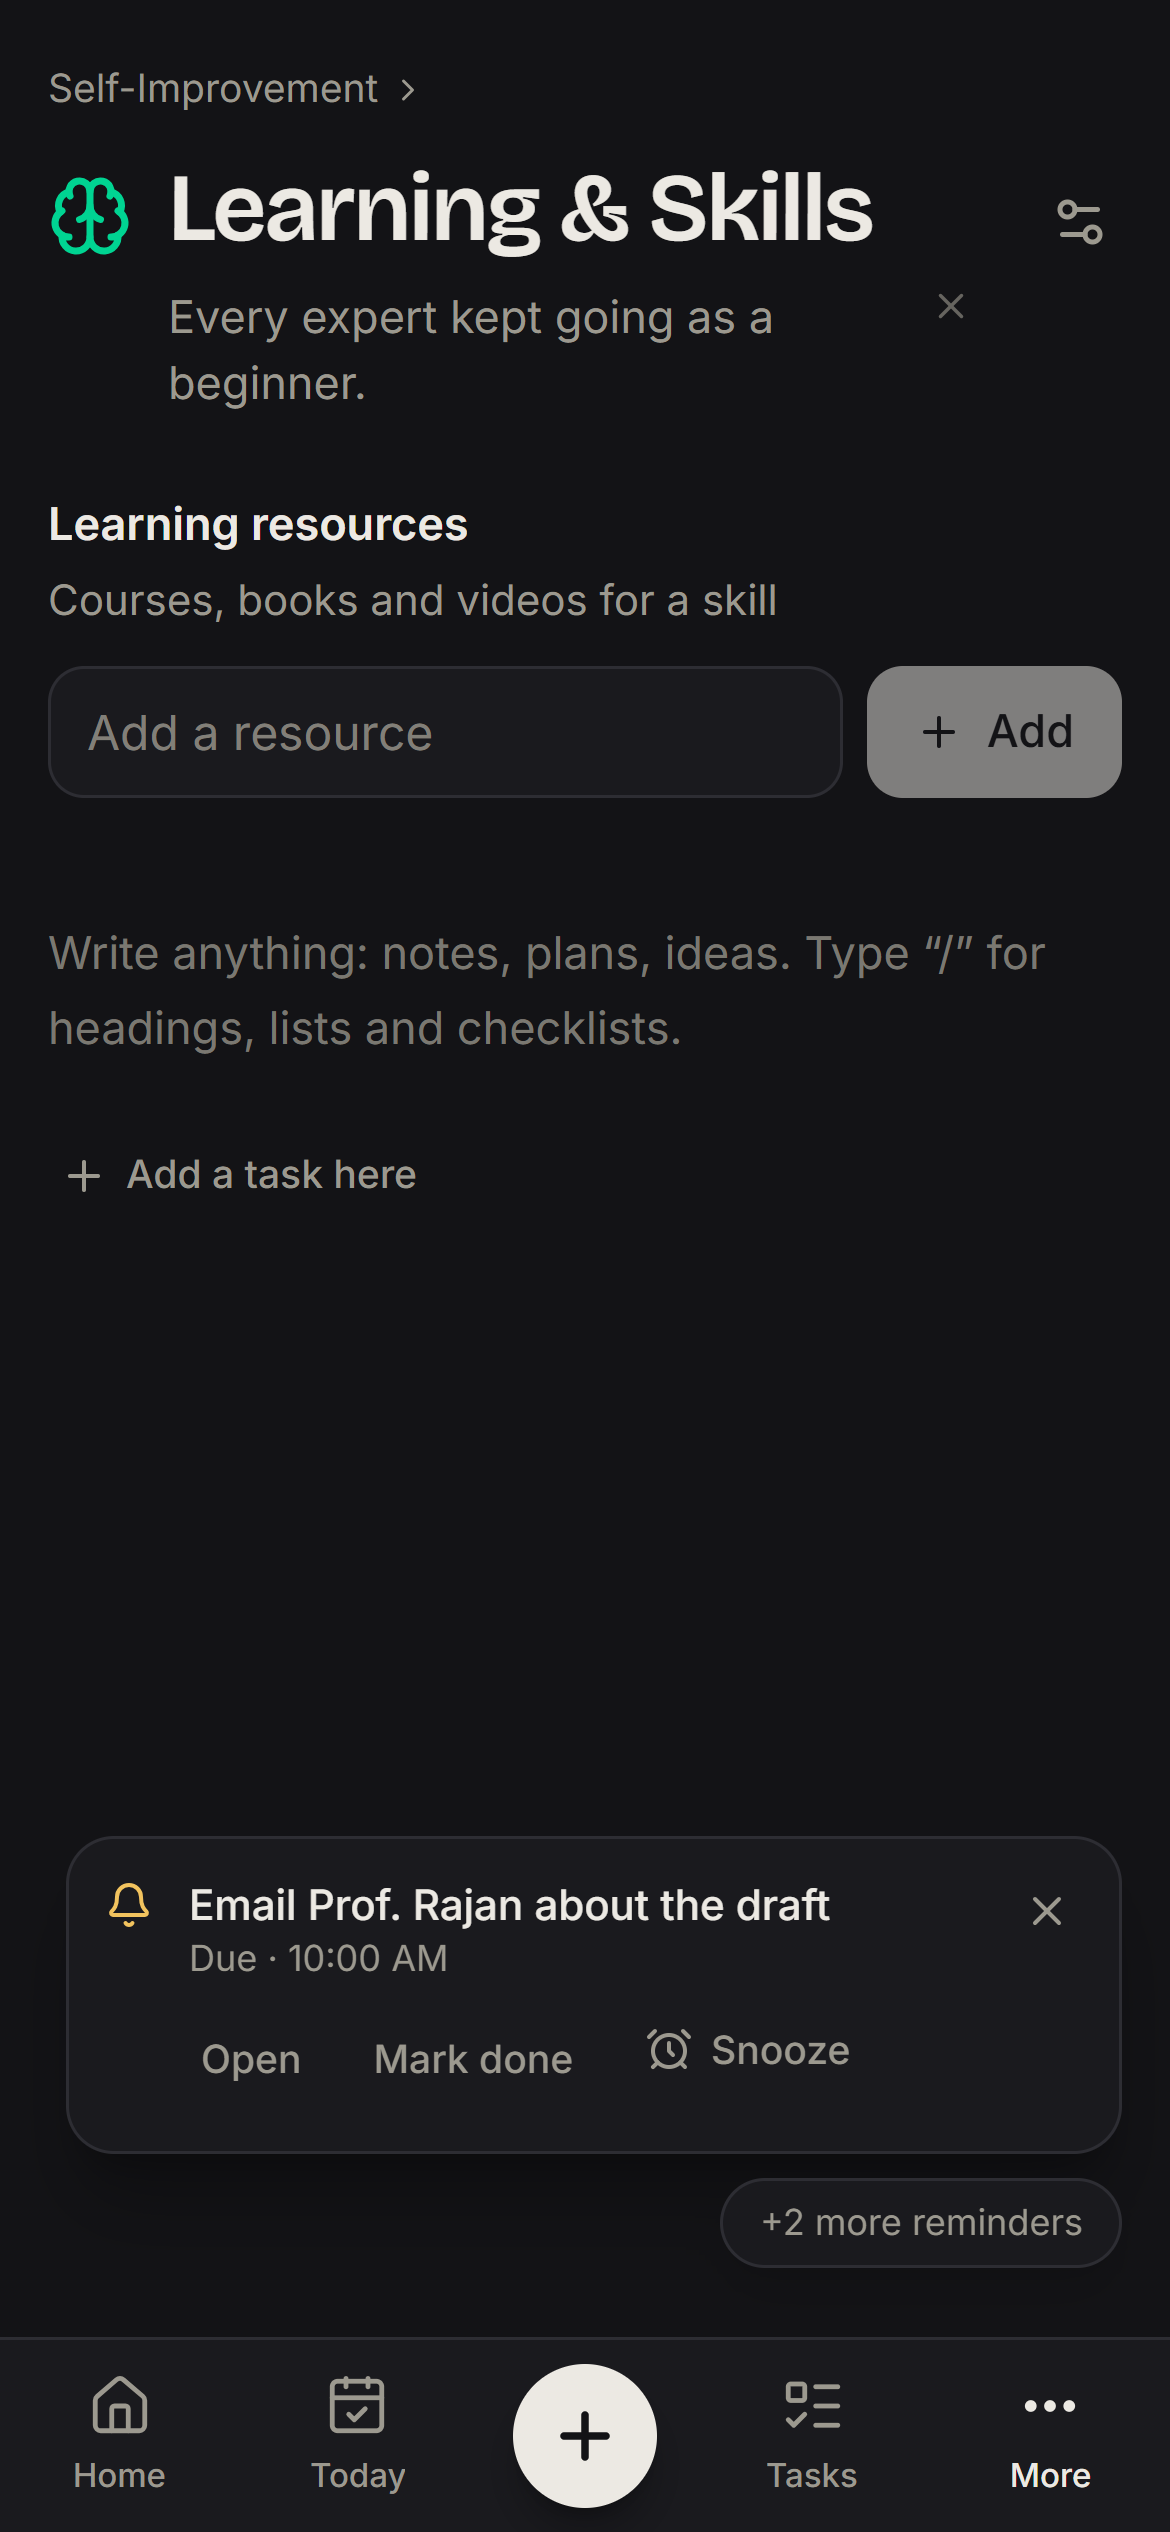 Self-Improvement
Learning & Skills
Every expert kept going as a
beginner.
Learning resources
Courses, books and videos for a skill
Add a resource
Add
Write anything: notes, plans, ideas. Type “/” for
headings, lists and checklists.
Add a task here
Email Prof. Rajan about the draft
Due · 10:00 AM
Open Mark done Snooze
+2 more reminders
Home Today Tasks More